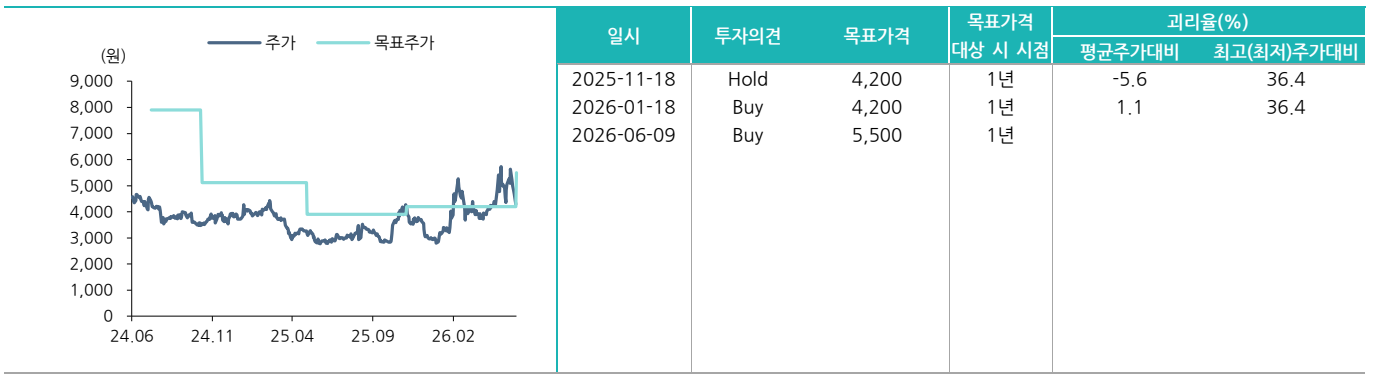 주가 목표주가
(원)
9,000
8,000
7,000
6,000
5,000
4,000
3,000
2,000
1,000
0
24.06 24.11 25.04 25.09 26.02
일시 투자의견 목표가격 목표가격 대상 시 시점 괴리율(%)
평균주가대비 최고(최저)주가대비
2025-11-18 Hold 4,200 1년 -5.6 36.4
2026-01-18 Buy 4,200 1년 1.1 36.4
2026-06-09 Buy 5,500 1년